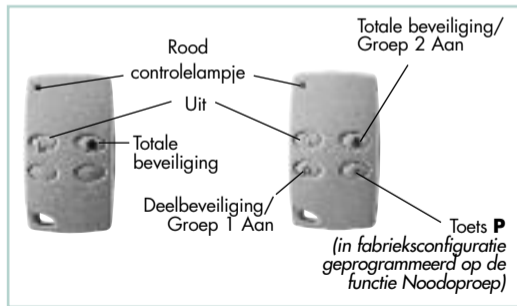 Rood
controlelampje
Uit
Totale
beveiliging
Totale beveiliging/
Groep 2 Aan
Deelbeveiliging/
Groep 1 Aan
Toets P
(in fabrieksconfiguratie
geprogrammeerd op de
functie Noodoproep)